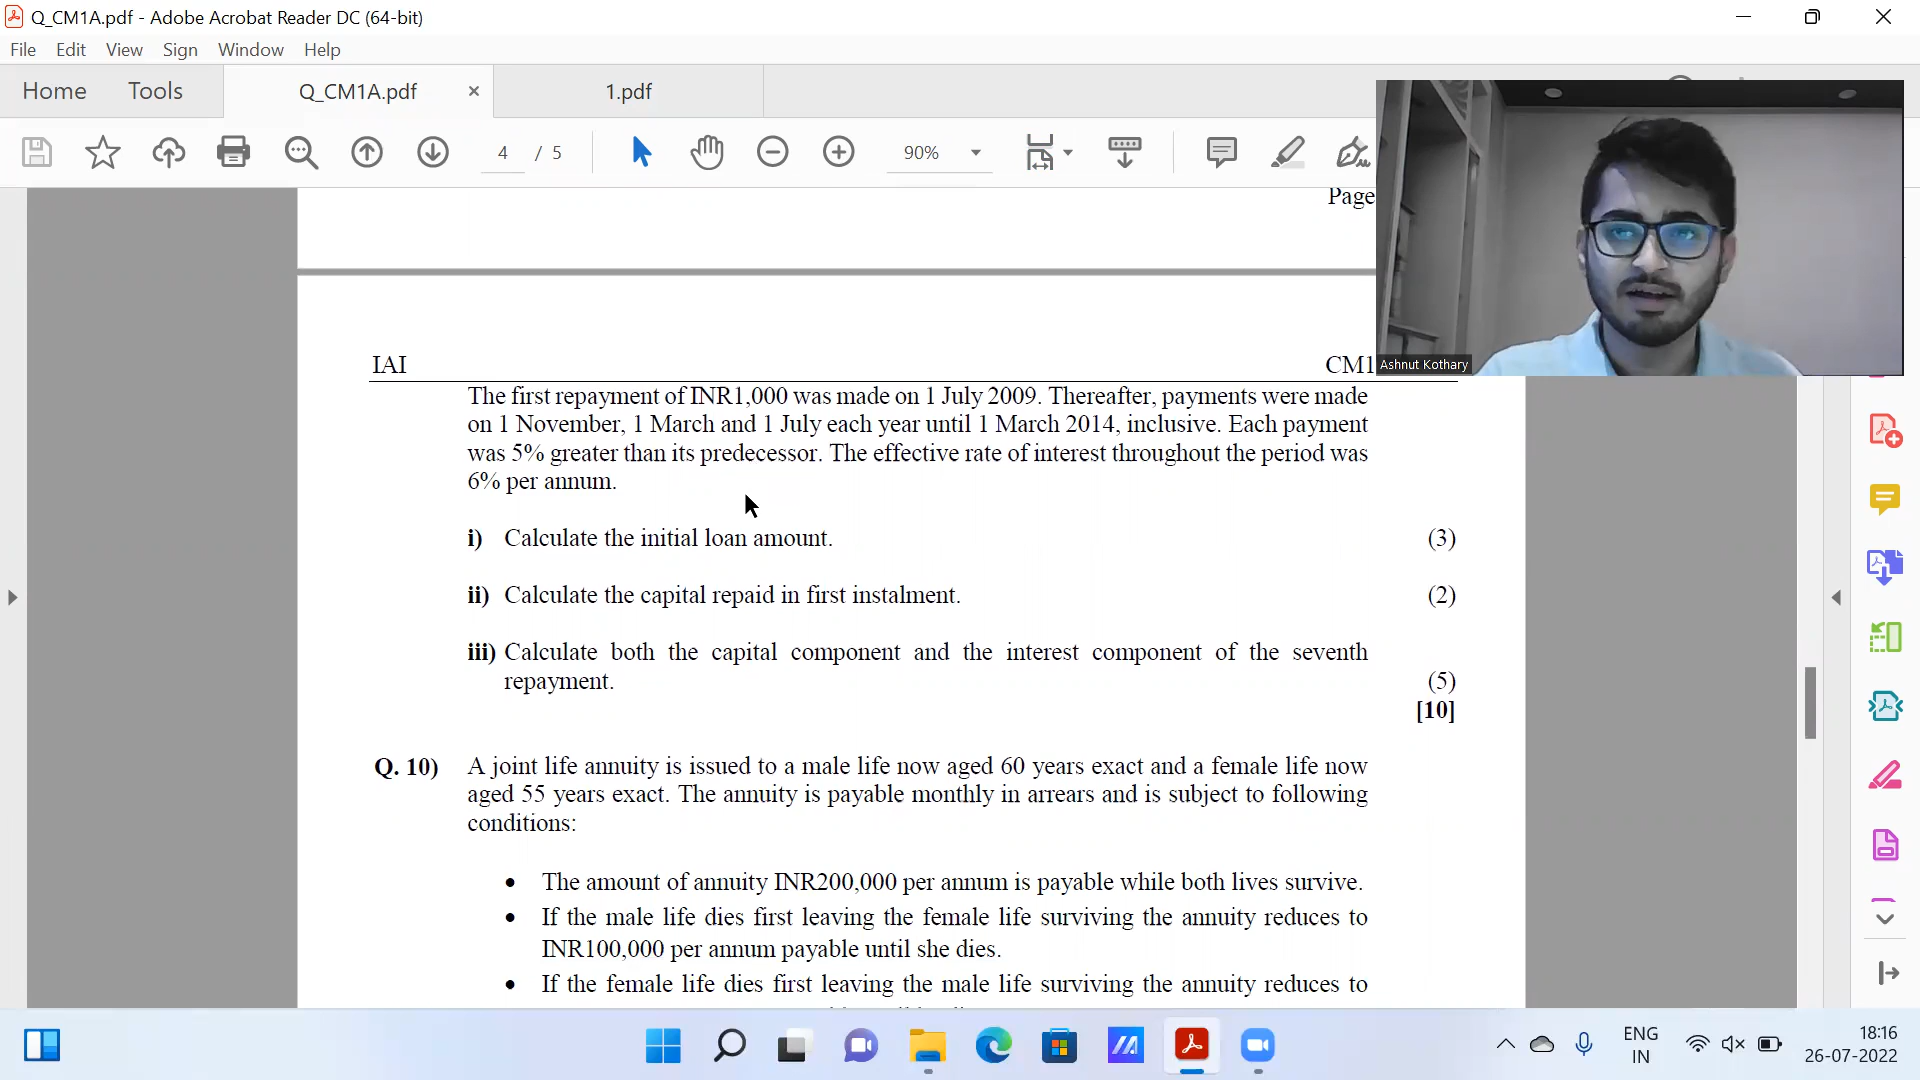 Q_CM1A.pdf - Adobe Acrobat Reader DC (64-bit)
File Edit View Sign Window Help
Home Tools Q_CM1A.pdf × 1.pdf
4 / 5 90%
Page
IAI CM1
Ashnut Kothary
The first repayment of INR1,000 was made on 1 July 2009. Thereafter, payments were made
on 1 November, 1 March and 1 July each year until 1 March 2014, inclusive. Each payment
was 5% greater than its predecessor. The effective rate of interest throughout the period was
6% per annum.
i) Calculate the initial loan amount. (3)
ii) Calculate the capital repaid in first instalment. (2)
iii) Calculate both the capital component and the interest component of the seventh
repayment. (5)
[10]
Q. 10) A joint life annuity is issued to a male life now aged 60 years exact and a female life now
aged 55 years exact. The annuity is payable monthly in arrears and is subject to following
conditions:
• The amount of annuity INR200,000 per annum is payable while both lives survive.
• If the male life dies first leaving the female life surviving the annuity reduces to
INR100,000 per annum payable until she dies.
• If the female life dies first leaving the male life surviving the annuity reduces to
ENG 18:16
IN 26-07-2022